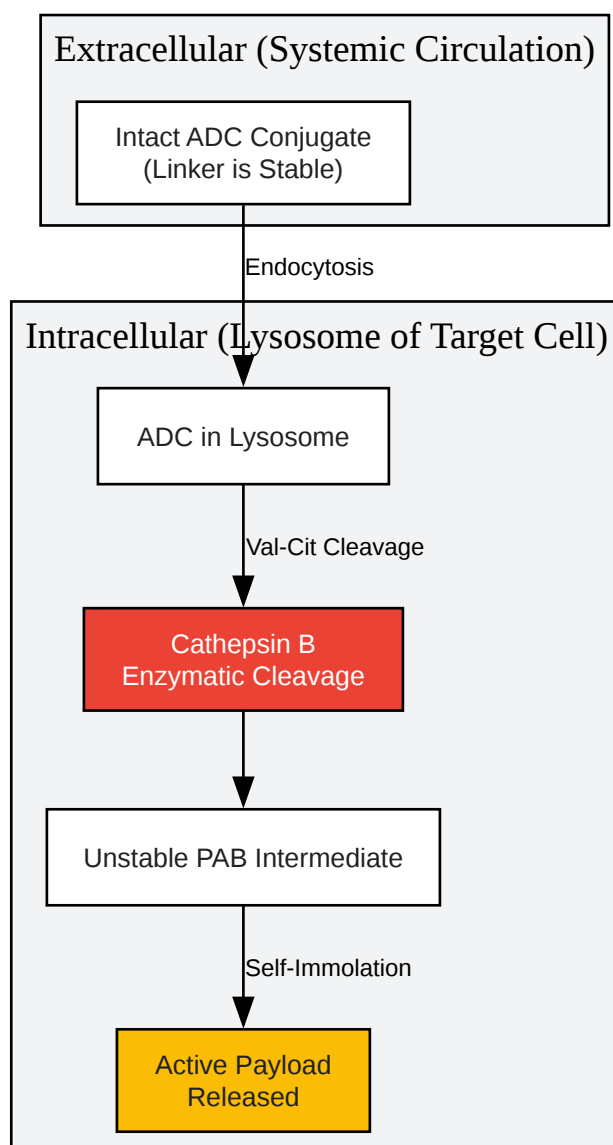 Extracellular (Systemic Circulation)
Intact ADC Conjugate
(Linker is Stable)
Endocytosis
Intracellular (Lysosome of Target Cell)
ADC in Lysosome
Val-Cit Cleavage
Cathepsin B
Enzymatic Cleavage
Unstable PAB Intermediate
Self-Immolation
Active Payload
Released